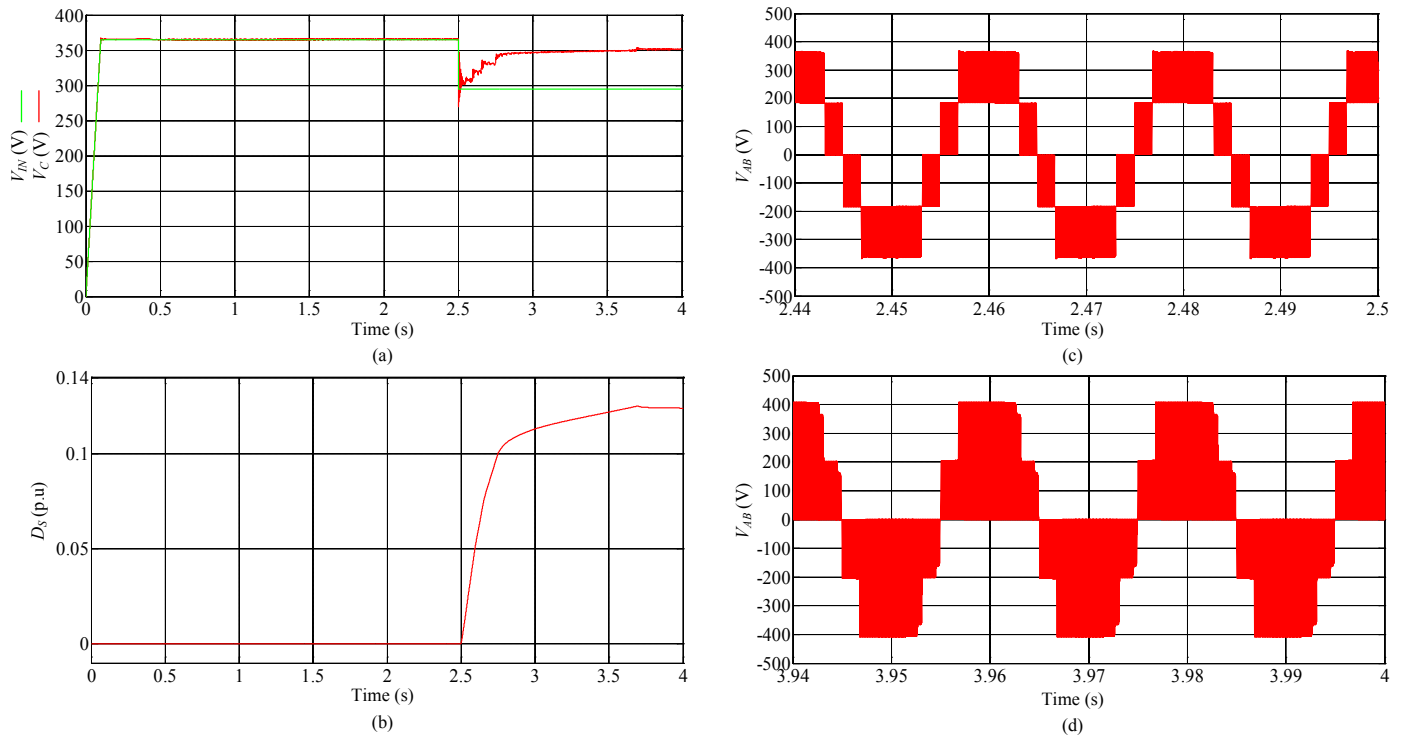 400
350
300
250
200
150
100
50
0
V_IN (V)
V_C (V)
0 0.5 1 1.5 2 2.5 3 3.5 4
Time (s)
(a)
0.14
0.1
0.05
0
D_S (p.u)
0 0.5 1 1.5 2 2.5 3 3.5 4
Time (s)
(b)
500
400
300
200
100
0
-100
-200
-300
-400
-500
V_AB (V)
2.44 2.45 2.46 2.47 2.48 2.49 2.5
Time (s)
(c)
500
400
300
200
100
0
-100
-200
-300
-400
-500
V_AB (V)
3.94 3.95 3.96 3.97 3.98 3.99 4
Time (s)
(d)